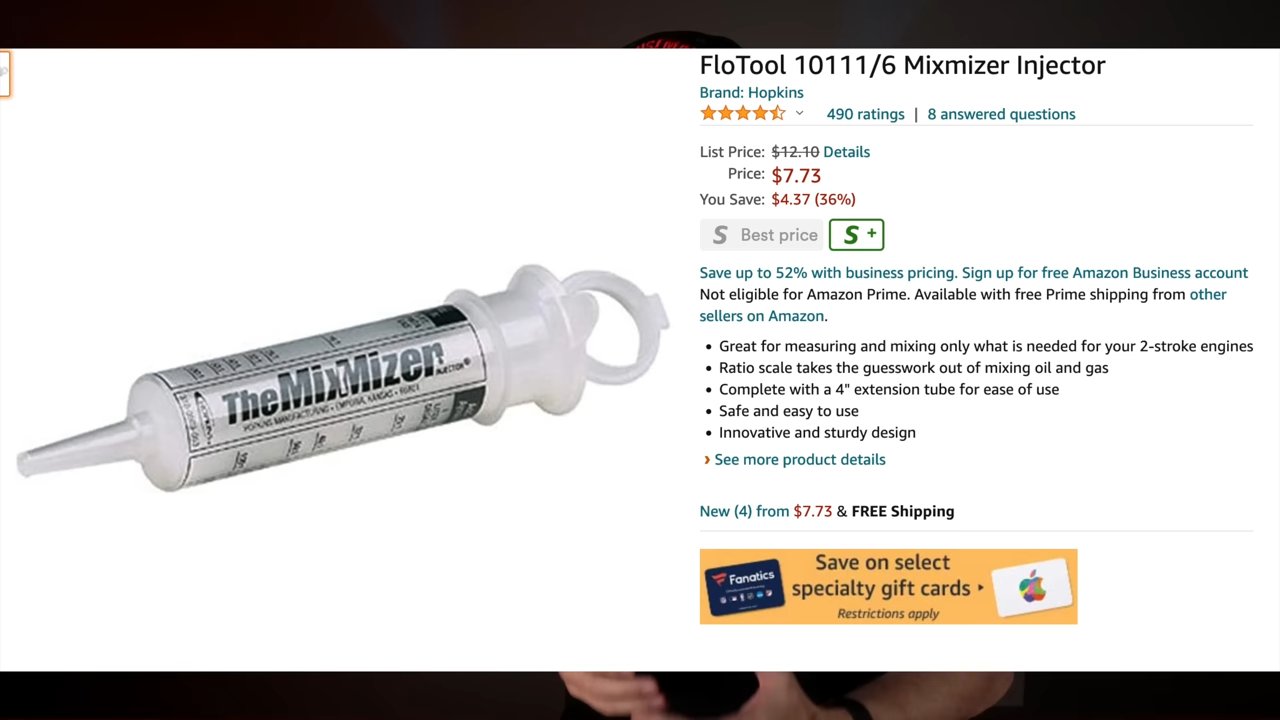 FloTool 10111/6 Mixmizer Injector
Brand: Hopkins
490 ratings | 8 answered questions
List Price: $12.10 Details
Price: $7.73
You Save: $4.37 (36%)
S Best price S +
Save up to 52% with business pricing. Sign up for free Amazon Business account
Not eligible for Amazon Prime. Available with free Prime shipping from other
sellers on Amazon.
• Great for measuring and mixing only what is needed for your 2-stroke engines
• Ratio scale takes the guesswork out of mixing oil and gas
• Complete with a 4" extension tube for ease of use
• Safe and easy to use
• Innovative and sturdy design
› See more product details
New (4) from $7.73 & FREE Shipping
Fanatics
Save on select
specialty gift cards
Restrictions apply
TheMixMizer
INJECTOR
HOPKINS MANUFACTURING • EMPORIA, KANSAS •